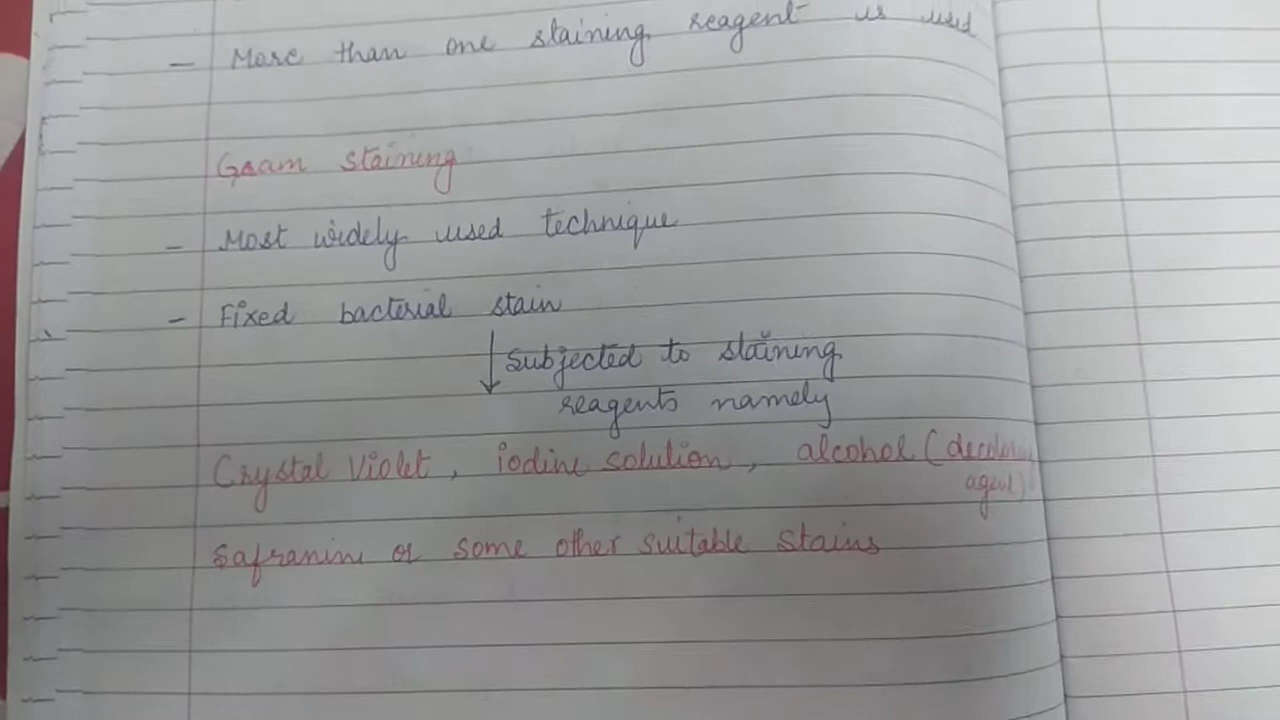 - More than one staining reagent is used
Gram staining
- Most widely used technique
- Fixed bacterial stain
↓ subjected to staining
reagents namely
Crystal Violet, iodine solution, alcohol (
agent)
Safranin or some other suitable stains